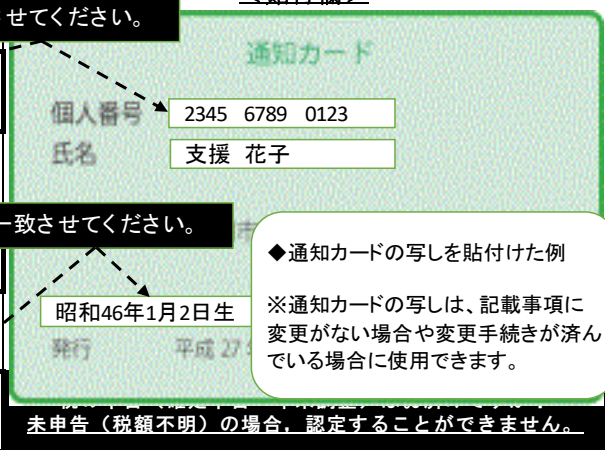 せてください。
通知カード
個人番号 2345 6789 0123
氏名 支援 花子
一致させてください。
市
◆通知カードの写しを貼付けた例
※通知カードの写しは、記載事項に
変更がない場合や変更手続きが済ん
でいる場合に使用できます。
昭和46年1月2日生
発行 平成 27
未申告（税額不明）の場合，認定することができません。